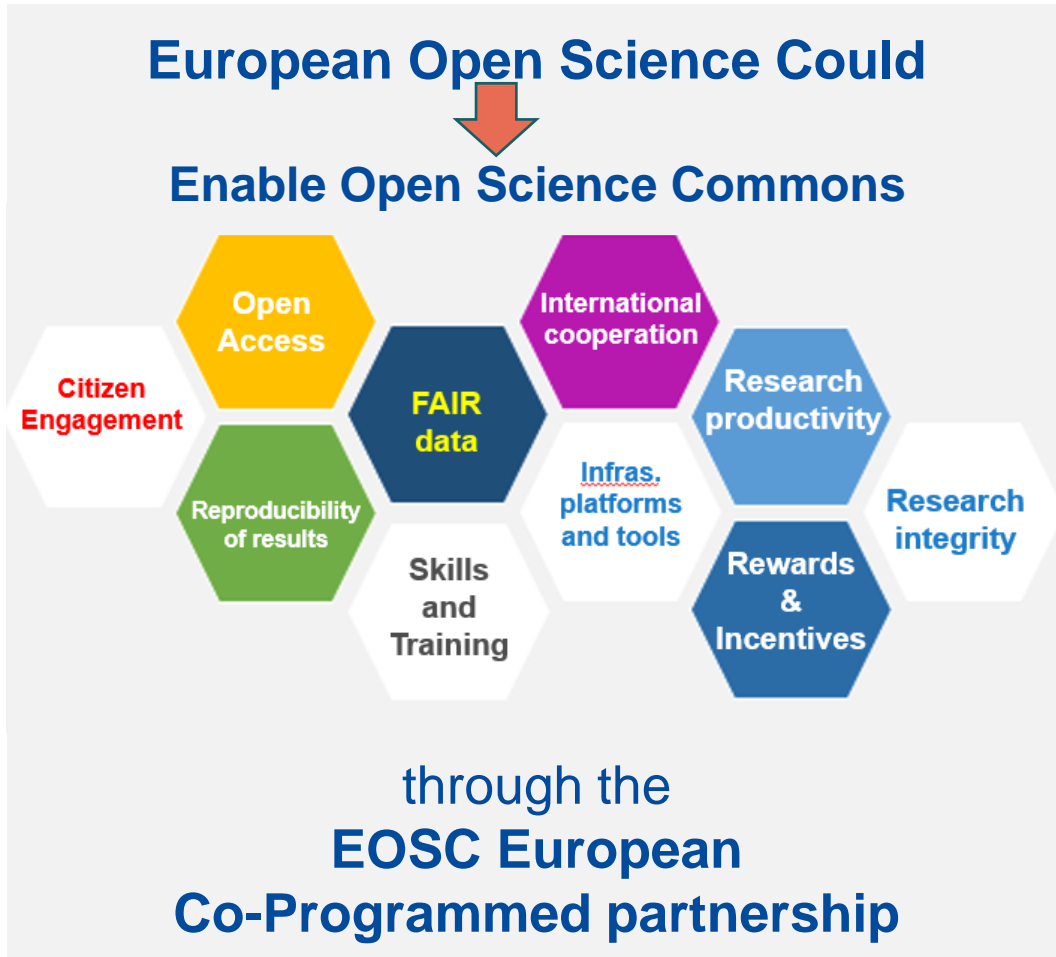 European Open Science Could
Enable Open Science Commons
Citizen
Engagement
Open
Access
Reproducibility
of results
FAIR
data
Skills
and
Training
International
cooperation
Infras.
platforms
and tools
Research
productivity
Rewards
&
Incentives
Research
integrity
through the
EOSC European
Co-Programmed partnership